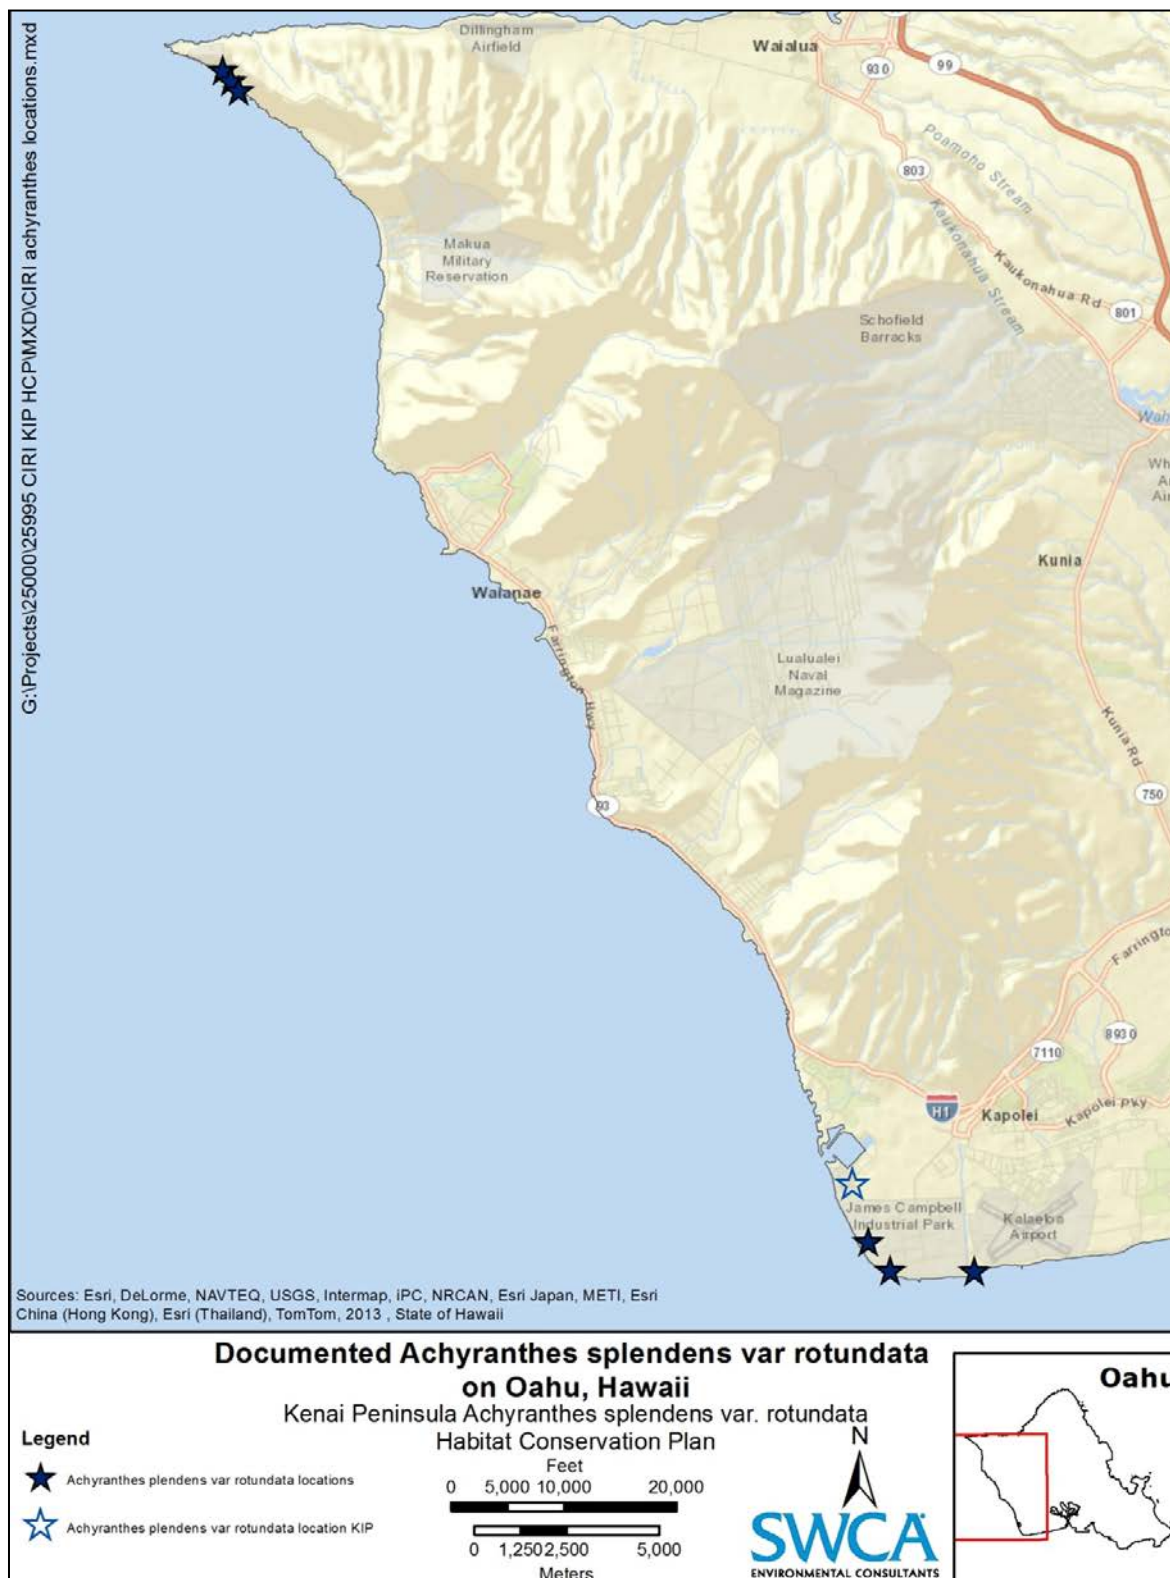 G:\Projects\25000\25995 CIRI KIP HCP\MXD\CIRI achyranthes locations.mxd
Dillingham
Airfield
Waialua
930
99
803
Poamoho Stream
Kaukonahua Stream
Kaukonahua Rd
801
Makua
Military
Reservation
Schofield
Barracks
Kunia
Waianae
Farrington Hwy
Lualualei
Naval
Magazine
Kunia Rd
750
93
8930
7110
H1
Kapolei
Kapolei Pky
James Campbell
Industrial Park
Kalaeloa
Airport
Sources: Esri, DeLorme, NAVTEQ, USGS, Intermap, iPC, NRCAN, Esri Japan, METI, Esri
China (Hong Kong), Esri (Thailand), TomTom, 2013 , State of Hawaii
Documented Achyranthes splendens var rotundata
on Oahu, Hawaii
Kenai Peninsula Achyranthes splendens var. rotundata
Habitat Conservation Plan
Legend
Achyranthes plendens var rotundata locations
Achyranthes plendens var rotundata location KIP
Feet
0 5,000 10,000 20,000
0 1,250 2,500 5,000
Meters
N
SWCA
ENVIRONMENTAL CONSULTANTS
Oahu